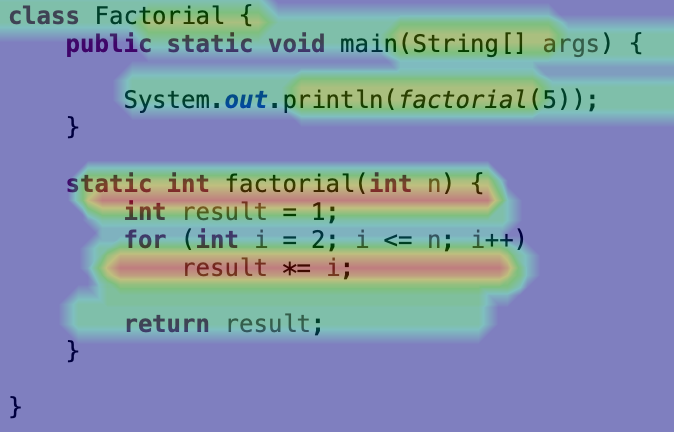 class Factorial {
    public static void main(String[] args) {
        System.out.println(factorial(5));
    }
    static int factorial(int n) {
        int result = 1;
        for (int i = 2; i <= n; i++)
            result *= i;
        return result;
    }
}